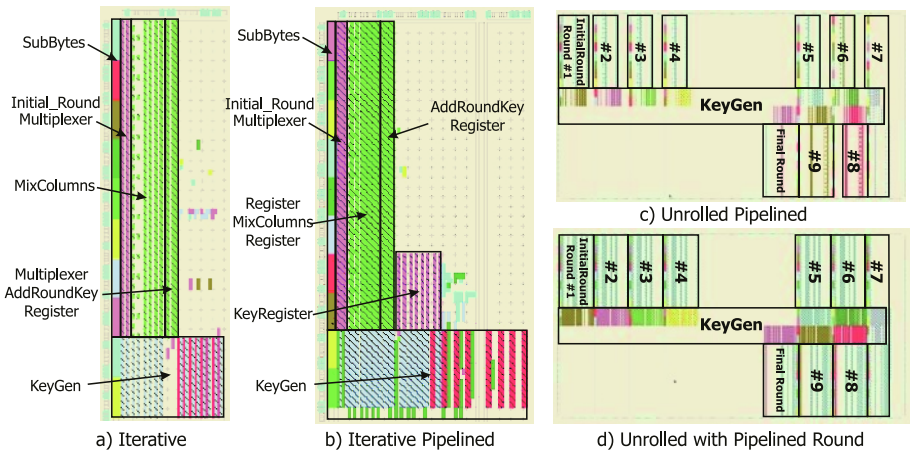 SubBytes
Initial_Round
Multiplexer
MixColumns
Multiplexer
AddRoundKey
Register
KeyGen
a) Iterative
SubBytes
Initial_Round
Multiplexer
AddRoundKey
Register
Register
MixColumns
Register
KeyRegister
KeyGen
b) Iterative Pipelined
InitialRound
Round #1
#2
#3
#4
#5
#6
#7
KeyGen
Final Round
#9
#8
c) Unrolled Pipelined
InitialRound
Round #1
#2
#3
#4
#5
#6
#7
KeyGen
Final Round
#9
#8
d) Unrolled with Pipelined Round